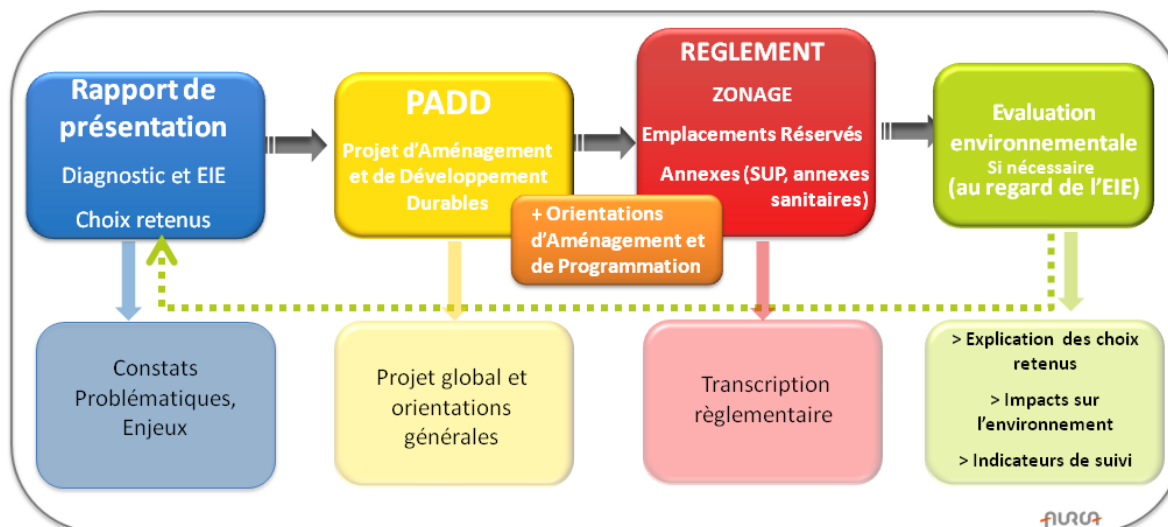 Rapport de
présentation
Diagnostic et EIE
Choix retenus
PADD
Projet d'Aménagement
et de Développement
Durables
+ Orientations
d'Aménagement et
de Programmation
REGLEMENT
ZONAGE
Emplacements Réservés
Annexes (SUP, annexes
sanitaires)
Evaluation
environnementale
Si nécessaire
(au regard de l'EIE)
Constats
Problématiques,
Enjeux
Projet global et
orientations
générales
Transcription
règlementaire
> Explication des choix
retenus
> Impacts sur
l'environnement
> Indicateurs de suivi
AURCA